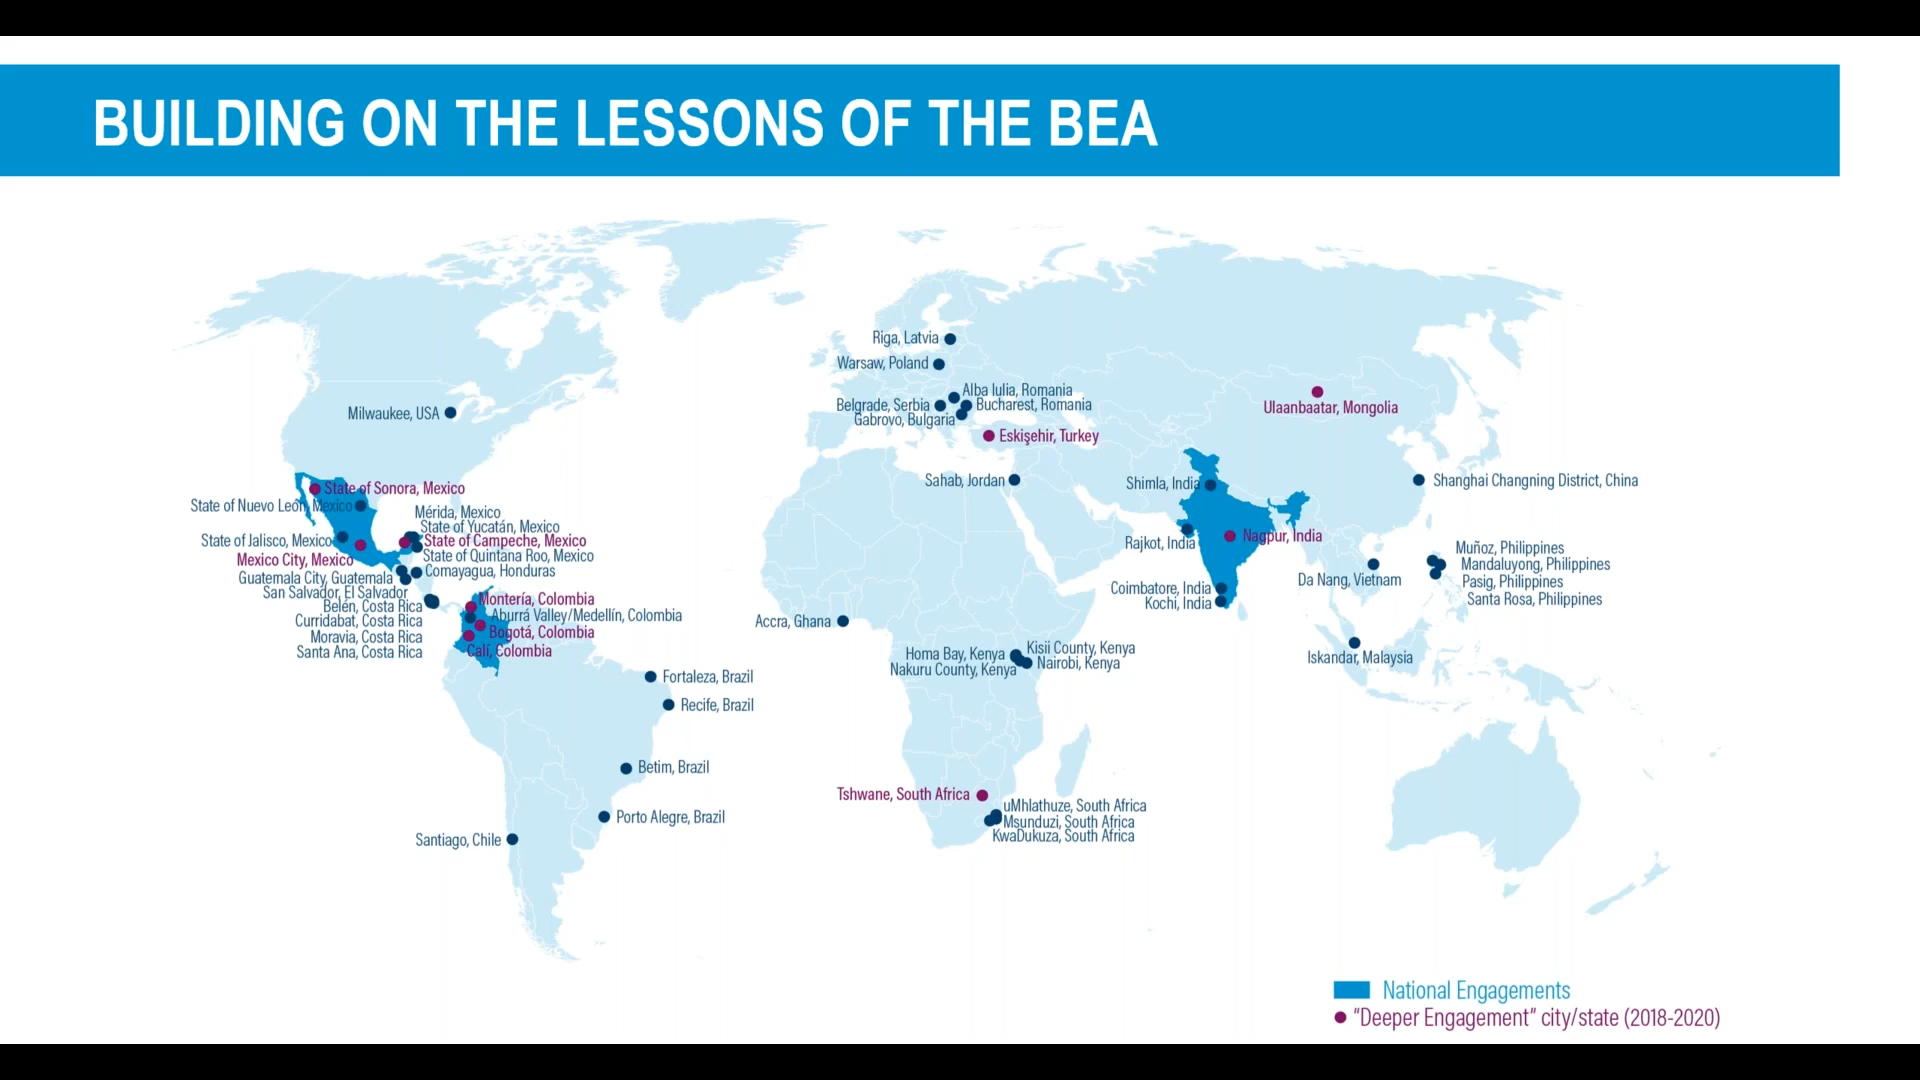 BUILDING ON THE LESSONS OF THE BEA
Riga, Latvia
Warsaw, Poland
Alba Iulia, Romania
Belgrade, Serbia
Bucharest, Romania
Gabrovo, Bulgaria
Eskişehir, Turkey
Ulaanbaatar, Mongolia
Milwaukee, USA
Sahab, Jordan
Shimla, India
Shanghai Changning District, China
State of Sonora, Mexico
State of Nuevo León, Mexico
Mérida, Mexico
State of Yucatán, Mexico
State of Jalisco, Mexico
State of Campeche, Mexico
Mexico City, Mexico
State of Quintana Roo, Mexico
Guatemala City, Guatemala
Comayagua, Honduras
San Salvador, El Salvador
Belén, Costa Rica
Curridabat, Costa Rica
Moravia, Costa Rica
Santa Ana, Costa Rica
Montería, Colombia
Aburrá Valley/Medellín, Colombia
Bogotá, Colombia
Cali, Colombia
Rajkot, India
Nagpur, India
Coimbatore, India
Kochi, India
Da Nang, Vietnam
Muñoz, Philippines
Mandaluyong, Philippines
Pasig, Philippines
Santa Rosa, Philippines
Accra, Ghana
Homa Bay, Kenya
Kisii County, Kenya
Nakuru County, Kenya
Nairobi, Kenya
Iskandar, Malaysia
Fortaleza, Brazil
Recife, Brazil
Betim, Brazil
Porto Alegre, Brazil
Santiago, Chile
Tshwane, South Africa
uMhlathuze, South Africa
Msunduzi, South Africa
KwaDukuza, South Africa
National Engagements
"Deeper Engagement" city/state (2018-2020)